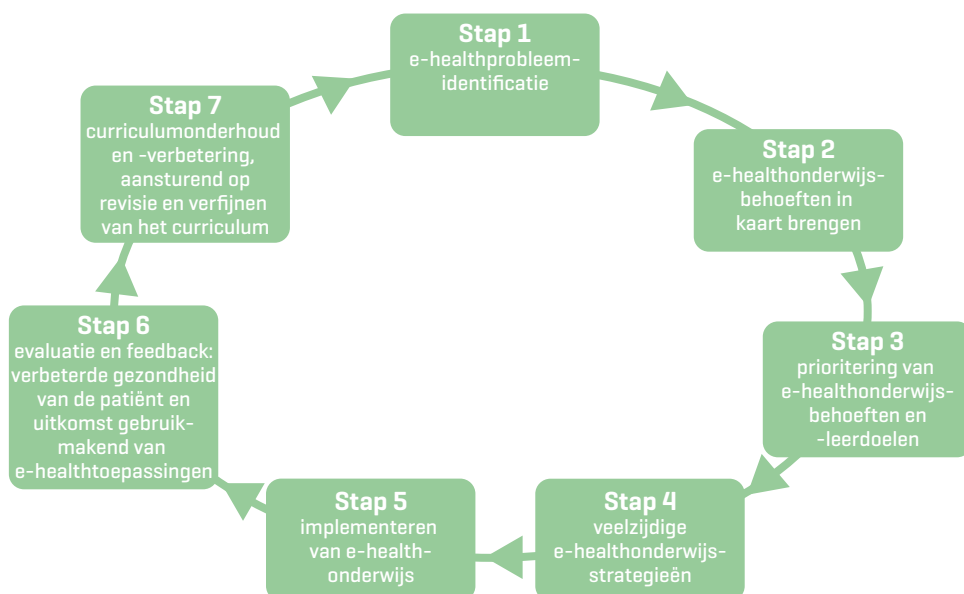 Stap 1
e-healthprobleem-
identificatie
Stap 2
e-healthonderwijs-
behoeften in
kaart brengen
Stap 3
prioritering van
e-healthonderwijs-
behoeften en
-leerdoelen
Stap 4
veelzijdige
e-healthonderwijs-
strategieën
Stap 5
implementeren
van e-health-
onderwijs
Stap 6
evaluatie en feedback:
verbeterde gezondheid
van de patiënt en
uitkomst gebruik-
makend van
e-healthtoepassingen
Stap 7
curriculumonderhoud
en -verbetering,
aansturend op
revisie en verfijnen
van het curriculum